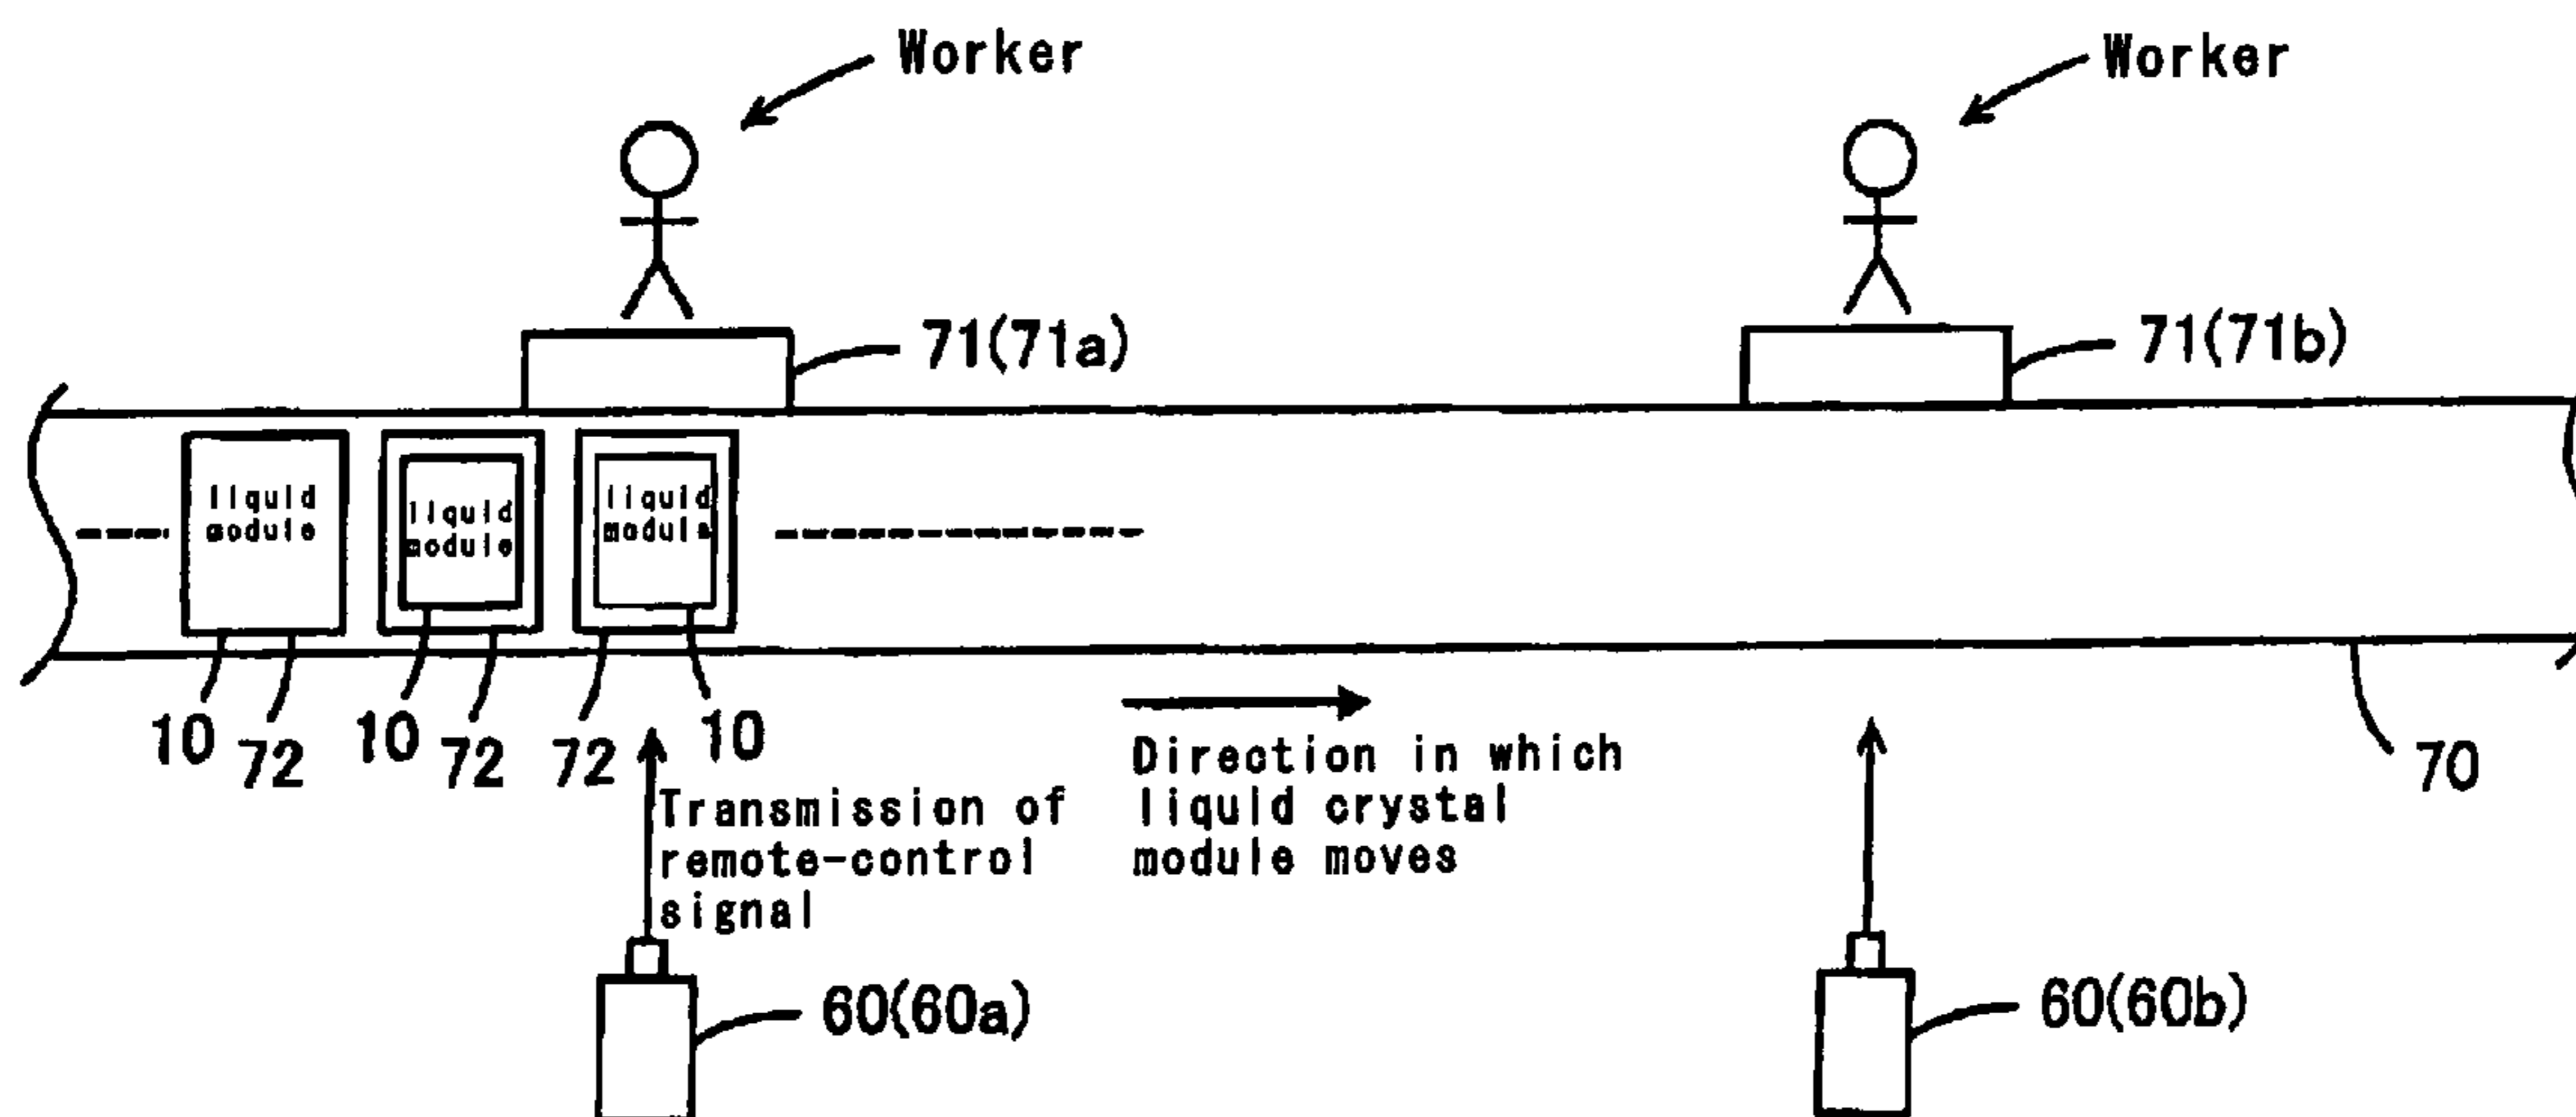 Worker
Worker
71(71a)
71(71b)
liquid
module
liquid
module
liquid
module
10
72
10
72
72
10
70
Transmission of
remote-control
signal
Direction in which
liquid crystal
module moves
60(60a)
60(60b)